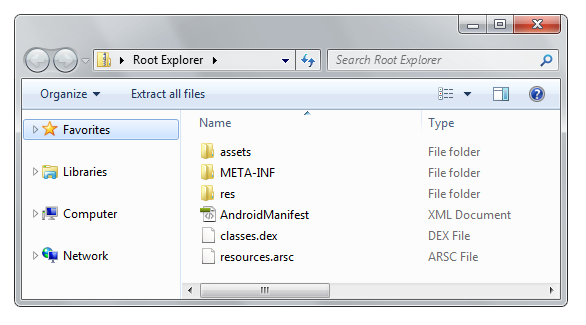 Root Explorer
Search Root Explorer
Organize Extract all files
Name Type
Favorites
Libraries
Computer
Network
assets File folder
META-INF File folder
res File folder
AndroidManifest XML Document
classes.dex DEX File
resources.arsc ARSC File